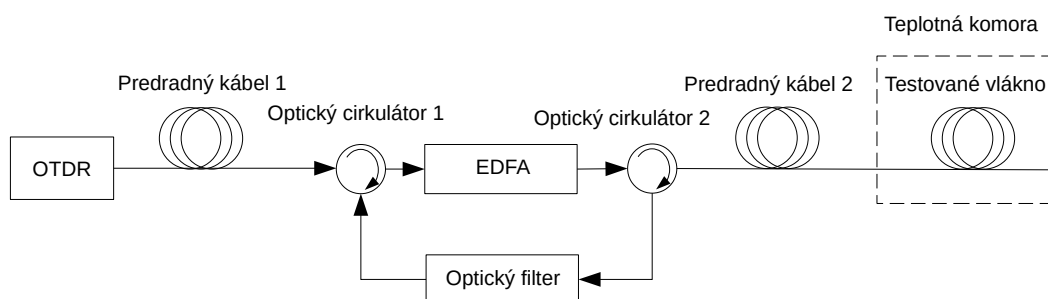 Teplotná komora
Predradný kábel 1
Predradný kábel 2
Testované vlákno
Optický cirkulátor 1
Optický cirkulátor 2
OTDR
EDFA
Optický filter